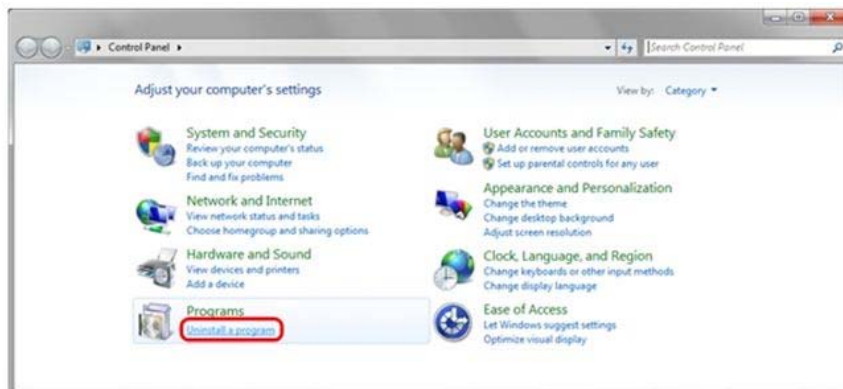 Control Panel
Search Control Panel
Adjust your computer's settings
View by: Category
System and Security
Review your computer's status
Back up your computer
Find and fix problems
Network and Internet
View network status and tasks
Choose homegroup and sharing options
Hardware and Sound
View devices and printers
Add a device
Programs
Uninstall a program
User Accounts and Family Safety
Add or remove user accounts
Set up parental controls for any user
Appearance and Personalization
Change the theme
Change desktop background
Adjust screen resolution
Clock, Language, and Region
Change keyboards or other input methods
Change display language
Ease of Access
Let Windows suggest settings
Optimize visual display